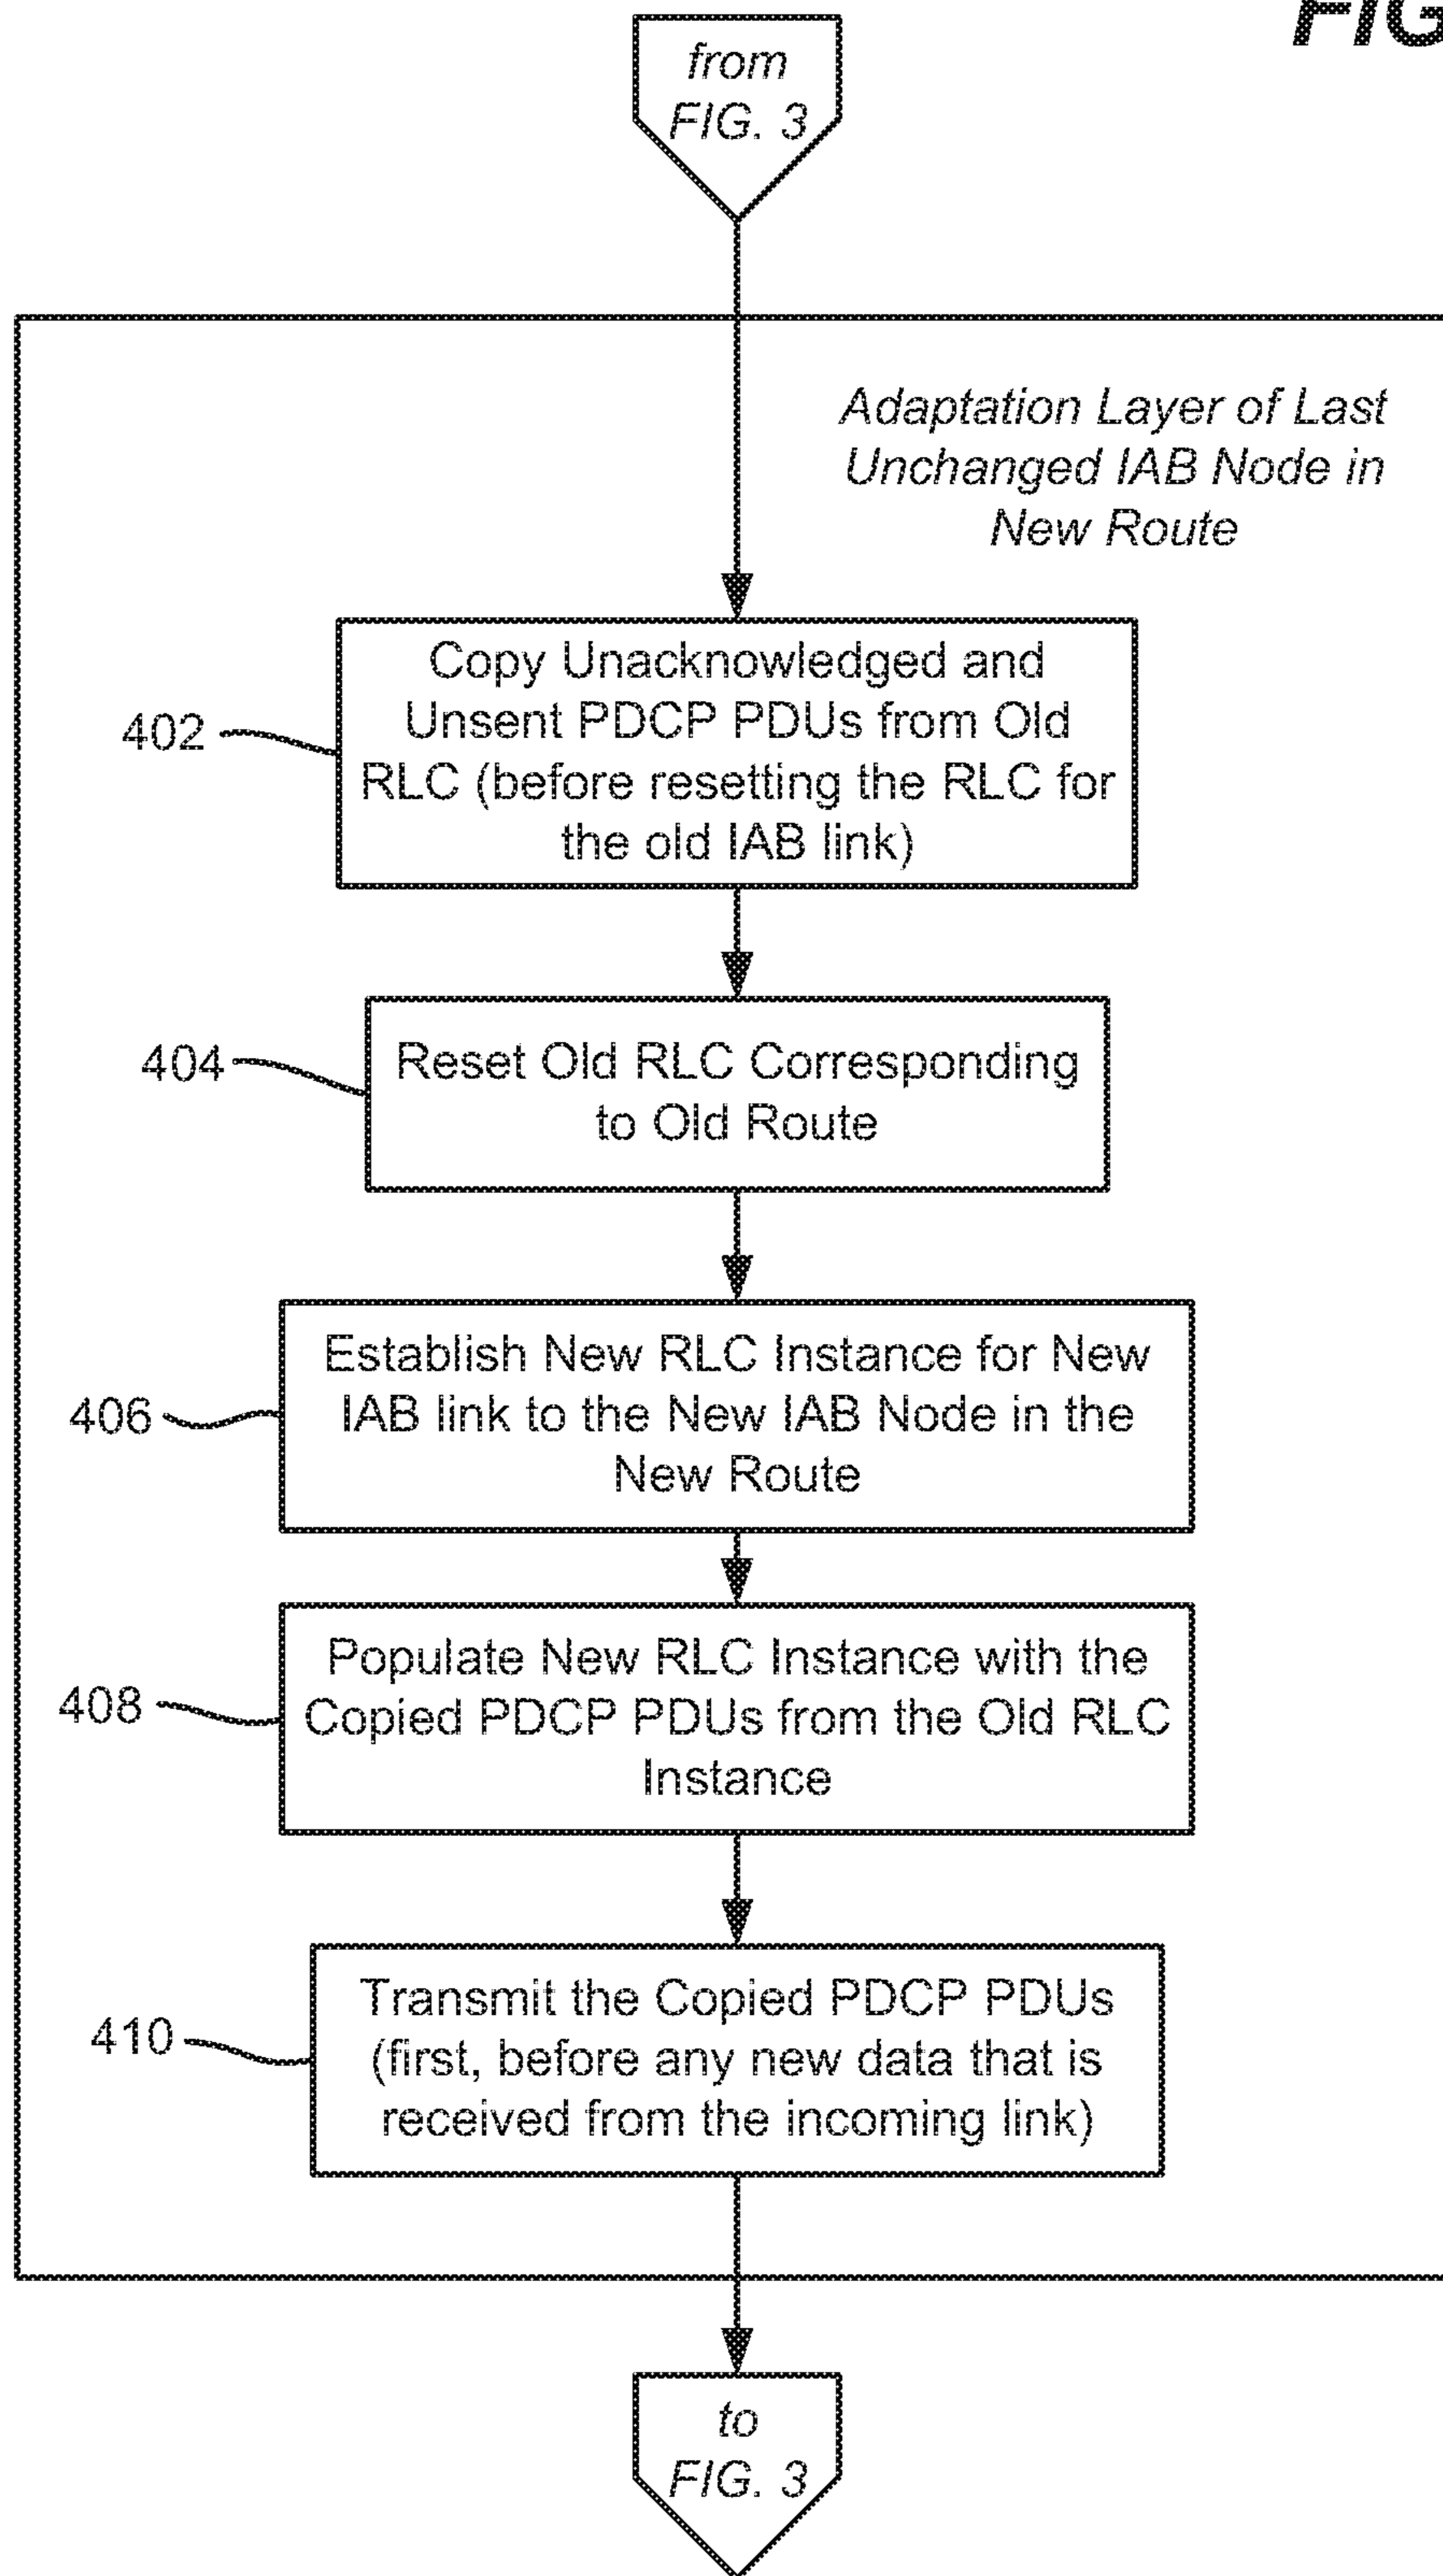 FIG
from
FIG. 3
Adaptation Layer of Last
Unchanged IAB Node in
New Route
402
Copy Unacknowledged and
Unsent PDCP PDUs from Old
RLC (before resetting the RLC for
the old IAB link)
404
Reset Old RLC Corresponding
to Old Route
406
Establish New RLC Instance for New
IAB link to the New IAB Node in the
New Route
408
Populate New RLC Instance with the
Copied PDCP PDUs from the Old RLC
Instance
410
Transmit the Copied PDCP PDUs
(first, before any new data that is
received from the incoming link)
to
FIG. 3